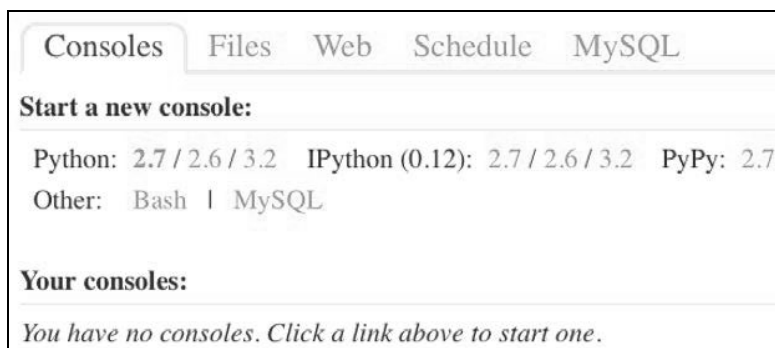 Consoles Files Web Schedule MySQL
Start a new console:
Python: 2.7 / 2.6 / 3.2 IPython (0.12): 2.7 / 2.6 / 3.2 PyPy: 2.7
Other: Bash | MySQL
Your consoles:
You have no consoles. Click a link above to start one.